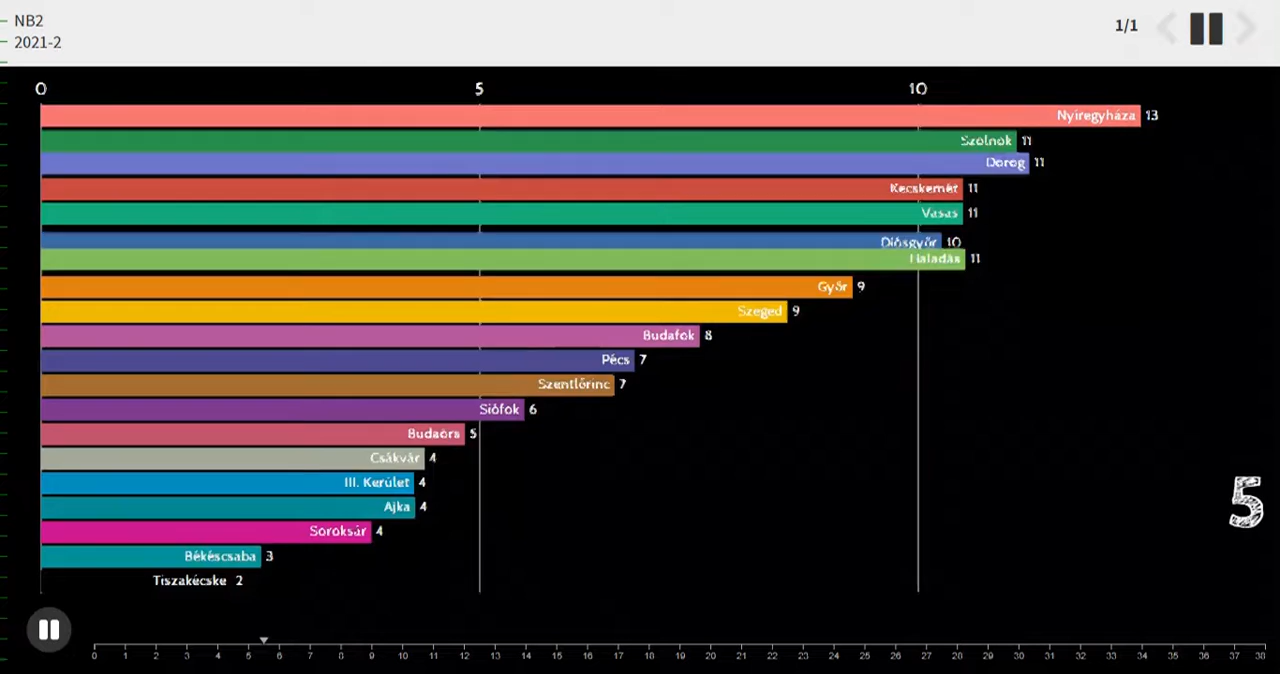 NB2
2021-2
1/1
0 5 10
Nyíregyháza 13
Szolnok 11
Dorog 11
Kecskemét 11
Vasas 11
Diósgyőr 10
Haladás 11
Győr 9
Szeged 9
Budafok 8
Pécs 7
Szentlőrinc 7
Siófok 6
Budaörs 5
Csákvár 4
III. Kerület 4
Ajka 4
5
Soroksár 4
Békéscsaba 3
Tiszakécske 2
0 1 2 3 4 5 6 7 8 9 10 11 12 13 14 15 16 17 18 19 20 21 22 23 24 25 26 27 28 29 30 31 32 33 34 35 36 37 38